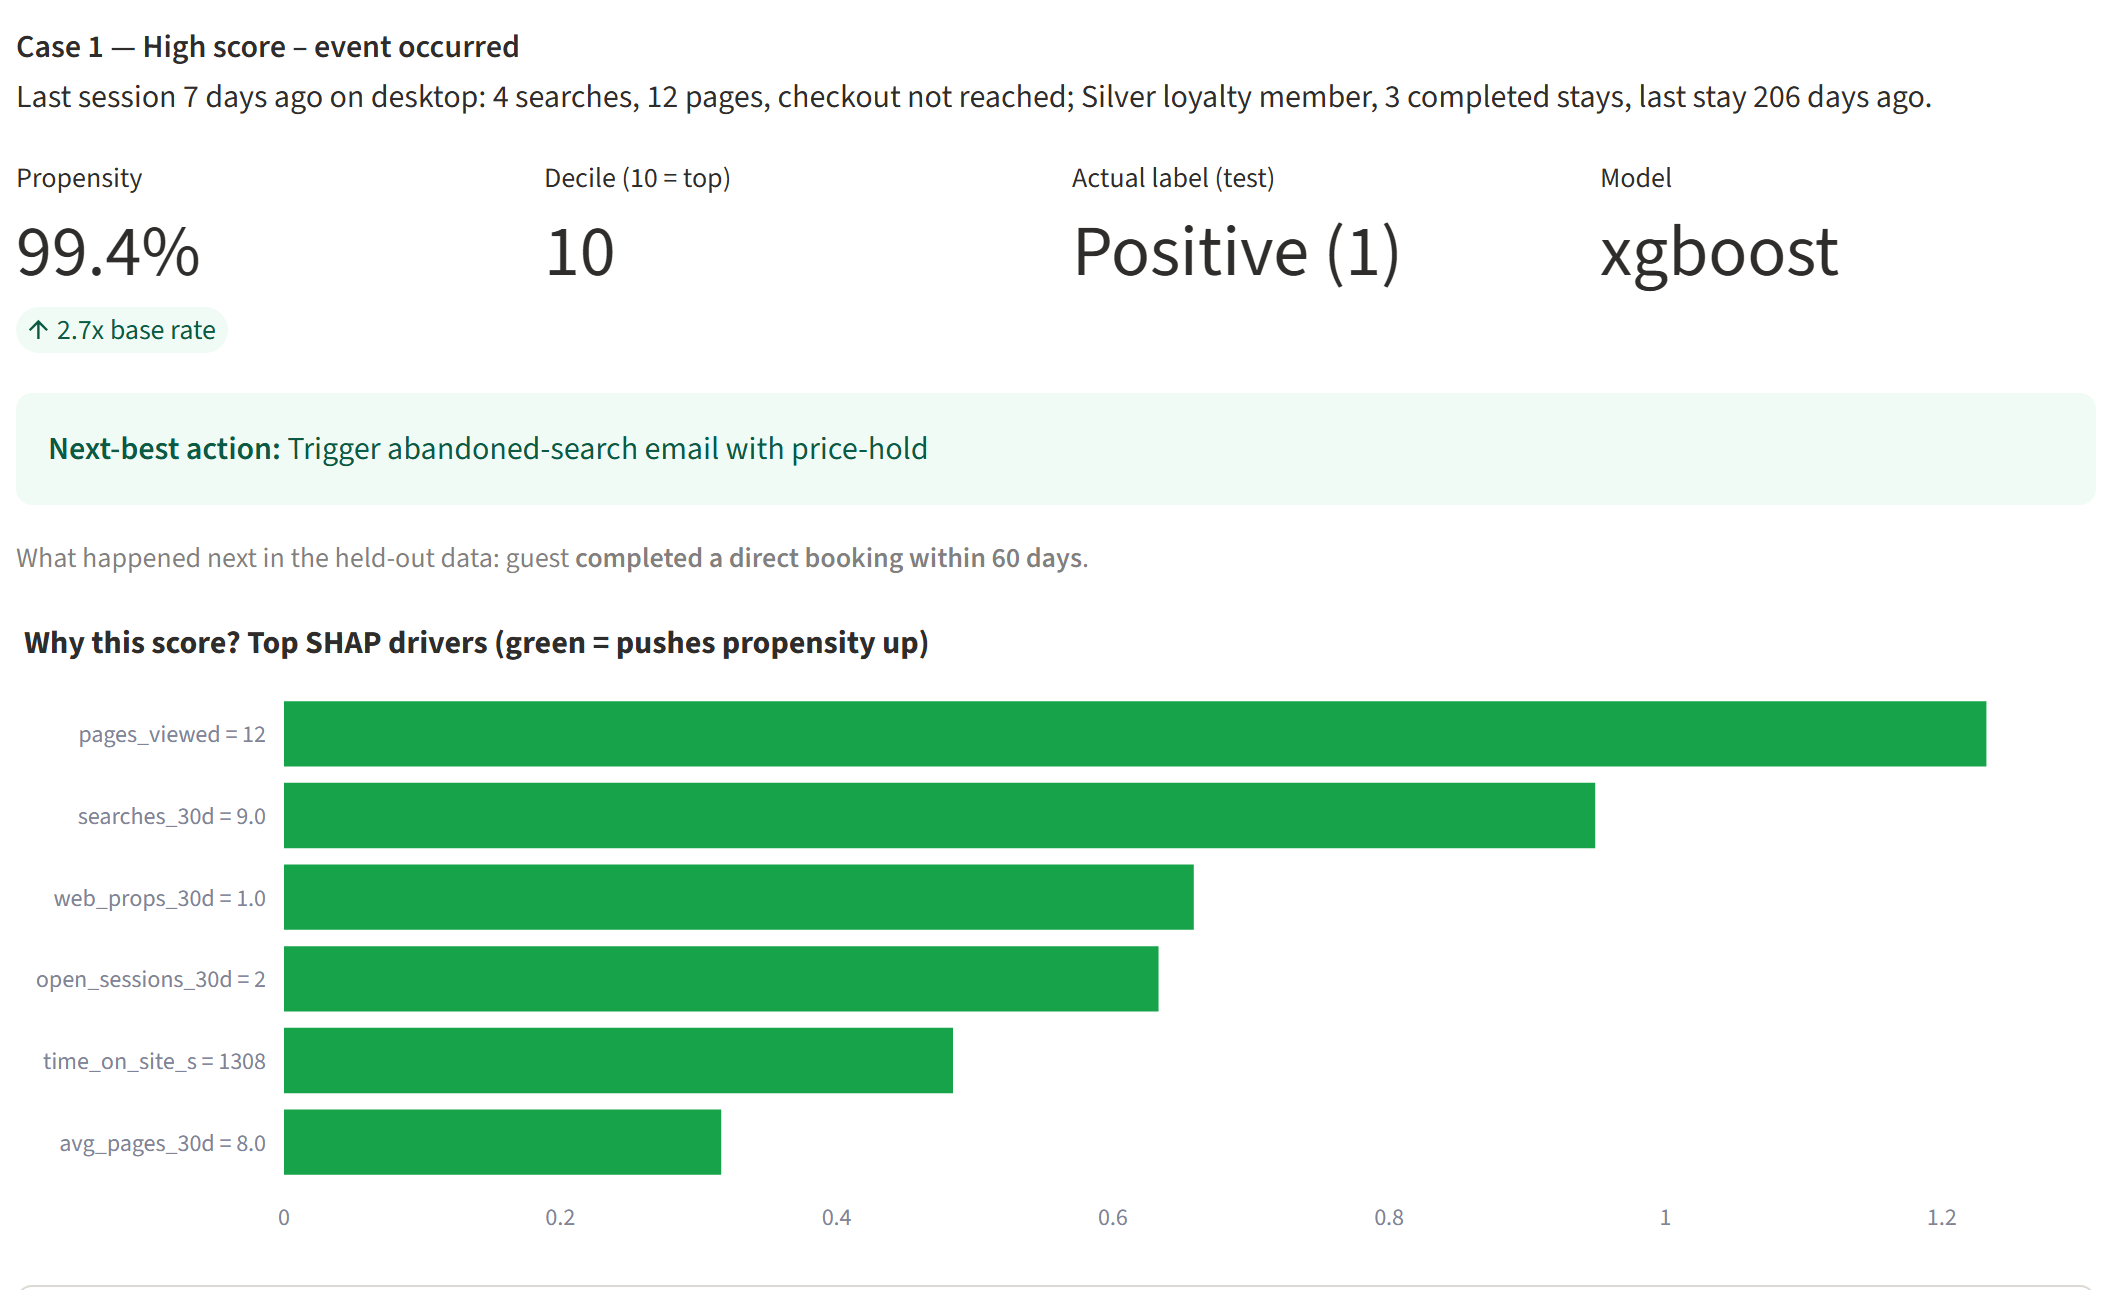 Case 1 — High score – event occurred
Last session 7 days ago on desktop: 4 searches, 12 pages, checkout not reached; Silver loyalty member, 3 completed stays, last stay 206 days ago.
Propensity
Decile (10 = top)
Actual label (test)
Model
99.4%
10
Positive (1)
xgboost
↑ 2.7x base rate
Next-best action: Trigger abandoned-search email with price-hold
What happened next in the held-out data: guest completed a direct booking within 60 days.
Why this score? Top SHAP drivers (green = pushes propensity up)
pages_viewed = 12
searches_30d = 9.0
web_props_30d = 1.0
open_sessions_30d = 2
time_on_site_s = 1308
avg_pages_30d = 8.0
0 0.2 0.4 0.6 0.8 1 1.2